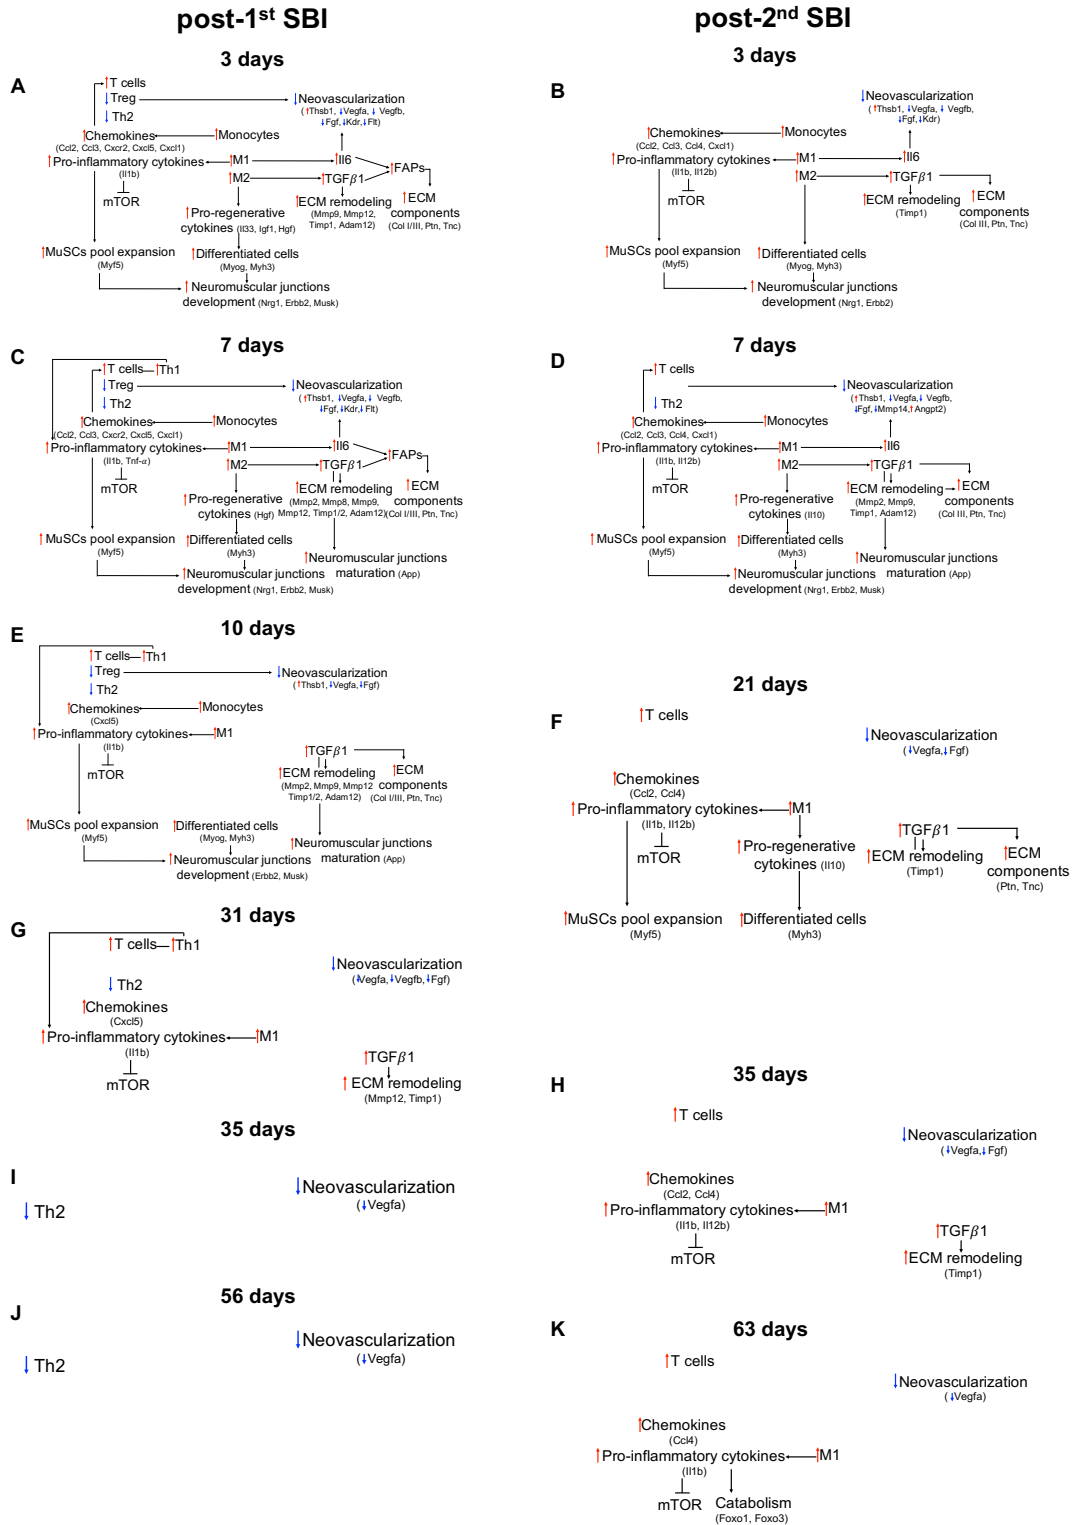 post-1st SBI
post-2nd SBI
3 days
A
T cells
Treg
Th2
Neovascularization
(Thsb1, Vegfa, Vegfb,
Fgf, Kdr, Flt)
Chemokines
Monocytes
(Ccl2, Ccl3, Cxcr2, Cxcl5, Cxcl1)
Pro-inflammatory cytokines
M1
Il6
FAPs
(Il1b)
mTOR
M2
TGFβ1
ECM
components
(Col I/III, Ptn, Tnc)
ECM remodeling
(Mmp9, Mmp12,
Timp1, Adam12)
Pro-regenerative
cytokines (Il33, Igf1, Hgf)
MuSCs pool expansion
(Myf5)
Differentiated cells
(Myog, Myh3)
Neuromuscular junctions
development (Nrg1, Erbb2, Musk)
3 days
B
Neovascularization
(Thsb1, Vegfa, Vegfb,
Fgf, Kdr)
Chemokines
Monocytes
(Ccl2, Ccl3, Ccl4, Cxcl1)
Pro-inflammatory cytokines
M1
Il6
(Il1b, Il12b)
mTOR
M2
TGFβ1
ECM remodeling
(Timp1)
ECM
components
(Col III, Ptn, Tnc)
MuSCs pool expansion
(Myf5)
Differentiated cells
(Myog, Myh3)
Neuromuscular junctions
development (Nrg1, Erbb2)
7 days
C
T cells
Th1
Treg
Th2
Neovascularization
(Thsb1, Vegfa, Vegfb,
Fgf, Kdr, Flt)
Chemokines
Monocytes
(Ccl2, Ccl3, Cxcr2, Cxcl5, Cxcl1)
Pro-inflammatory cytokines
M1
Il6
FAPs
(Il1b, Tnf-α)
mTOR
M2
TGFβ1
ECM remodeling
(Mmp2, Mmp8, Mmp9,
Mmp12, Timp1/2, Adam12)
ECM
components
(Col I/III, Ptn, Tnc)
Pro-regenerative
cytokines (Hgf)
MuSCs pool expansion
(Myf5)
Differentiated cells
(Myh3)
Neuromuscular junctions
maturation (App)
Neuromuscular junctions
development (Nrg1, Erbb2, Musk)
7 days
D
T cells
Th2
Neovascularization
(Thsb1, Vegfa, Vegfb,
Fgf, Mmp14, Angpt2)
Chemokines
Monocytes
(Ccl2, Ccl3, Ccl4, Cxcl1)
Pro-inflammatory cytokines
M1
Il6
(Il1b, Il12b)
mTOR
M2
TGFβ1
ECM remodeling
(Mmp2, Mmp9,
Timp1, Adam12)
ECM
components
(Col III, Ptn, Tnc)
Pro-regenerative
cytokines (Il10)
MuSCs pool expansion
(Myf5)
Differentiated cells
(Myh3)
Neuromuscular junctions
maturation (App)
Neuromuscular junctions
development (Nrg1, Erbb2, Musk)
10 days
E
T cells
Th1
Treg
Th2
Neovascularization
(Thsb1, Vegfa, Fgf)
Chemokines
Monocytes
(Cxcl5)
Pro-inflammatory cytokines
M1
(Il1b)
mTOR
TGFβ1
ECM remodeling
(Mmp2, Mmp9, Mmp12
Timp1/2, Adam12)
ECM
components
(Col I/III, Ptn, Tnc)
MuSCs pool expansion
(Myf5)
Differentiated cells
(Myog, Myh3)
Neuromuscular junctions
maturation (App)
Neuromuscular junctions
development (Erbb2, Musk)
21 days
F
T cells
Neovascularization
(Vegfa, Fgf)
Chemokines
(Ccl2, Ccl4)
Pro-inflammatory cytokines
M1
(Il1b, Il12b)
mTOR
Pro-regenerative
cytokines (Il10)
TGFβ1
ECM remodeling
(Timp1)
ECM
components
(Ptn, Tnc)
MuSCs pool expansion
(Myf5)
Differentiated cells
(Myh3)
31 days
G
T cells
Th1
Th2
Neovascularization
(Vegfa, Vegfb, Fgf)
Chemokines
(Cxcl5)
Pro-inflammatory cytokines
M1
(Il1b)
mTOR
TGFβ1
ECM remodeling
(Mmp12, Timp1)
35 days
H
T cells
Neovascularization
(Vegfa, Fgf)
Chemokines
(Ccl2, Ccl4)
Pro-inflammatory cytokines
M1
(Il1b, Il12b)
mTOR
TGFβ1
ECM remodeling
(Timp1)
35 days
I
Th2
Neovascularization
(Vegfa)
56 days
J
Th2
Neovascularization
(Vegfa)
63 days
K
T cells
Neovascularization
(Vegfa)
Chemokines
(Ccl4)
Pro-inflammatory cytokines
M1
(Il1b)
mTOR
Catabolism
(Foxo1, Foxo3)